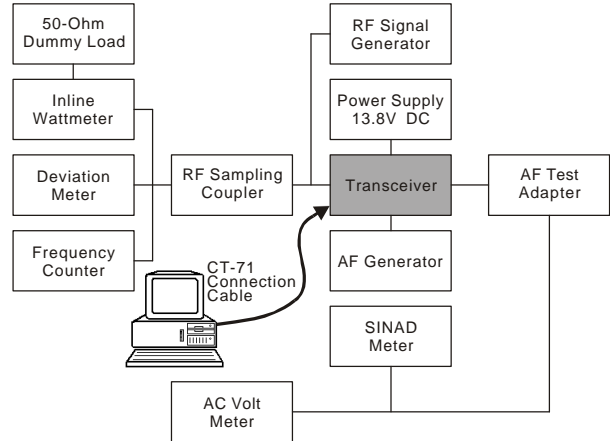 50-Ohm
Dummy Load
RF Signal
Generator
Inline
Wattmeter
Power Supply
13.8V DC
Deviation
Meter
RF Sampling
Coupler
Transceiver
AF Test
Adapter
Frequency
Counter
CT-71
Connection
Cable
AF Generator
SINAD
Meter
AC Volt
Meter